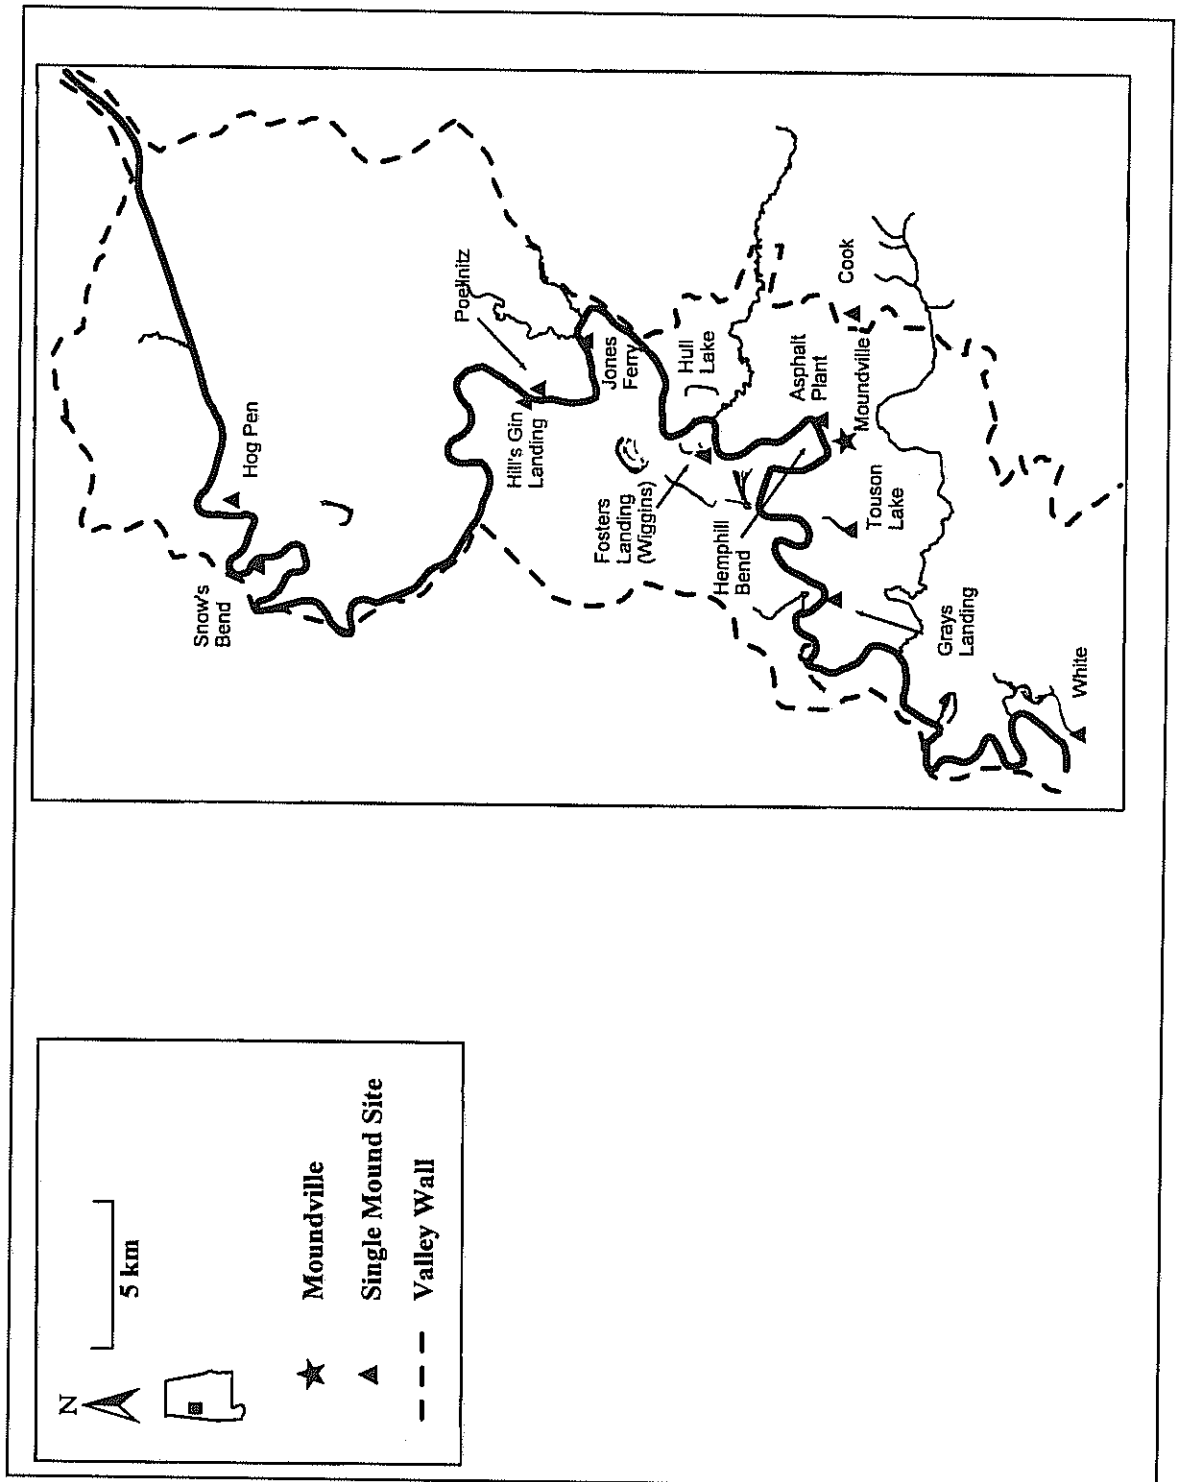 N
5 km
Moundville
Single Mound Site
Valley Wall
Snow's
Bend
Hog Pen
Poellnitz
Hill's Gin
Landing
Jones
Ferry
Fosters
Landing
(Wiggins)
Hull
Lake
Hemphill
Bend
Asphalt
Plant
Moundville
Cook
Touson
Lake
Grays
Landing
White